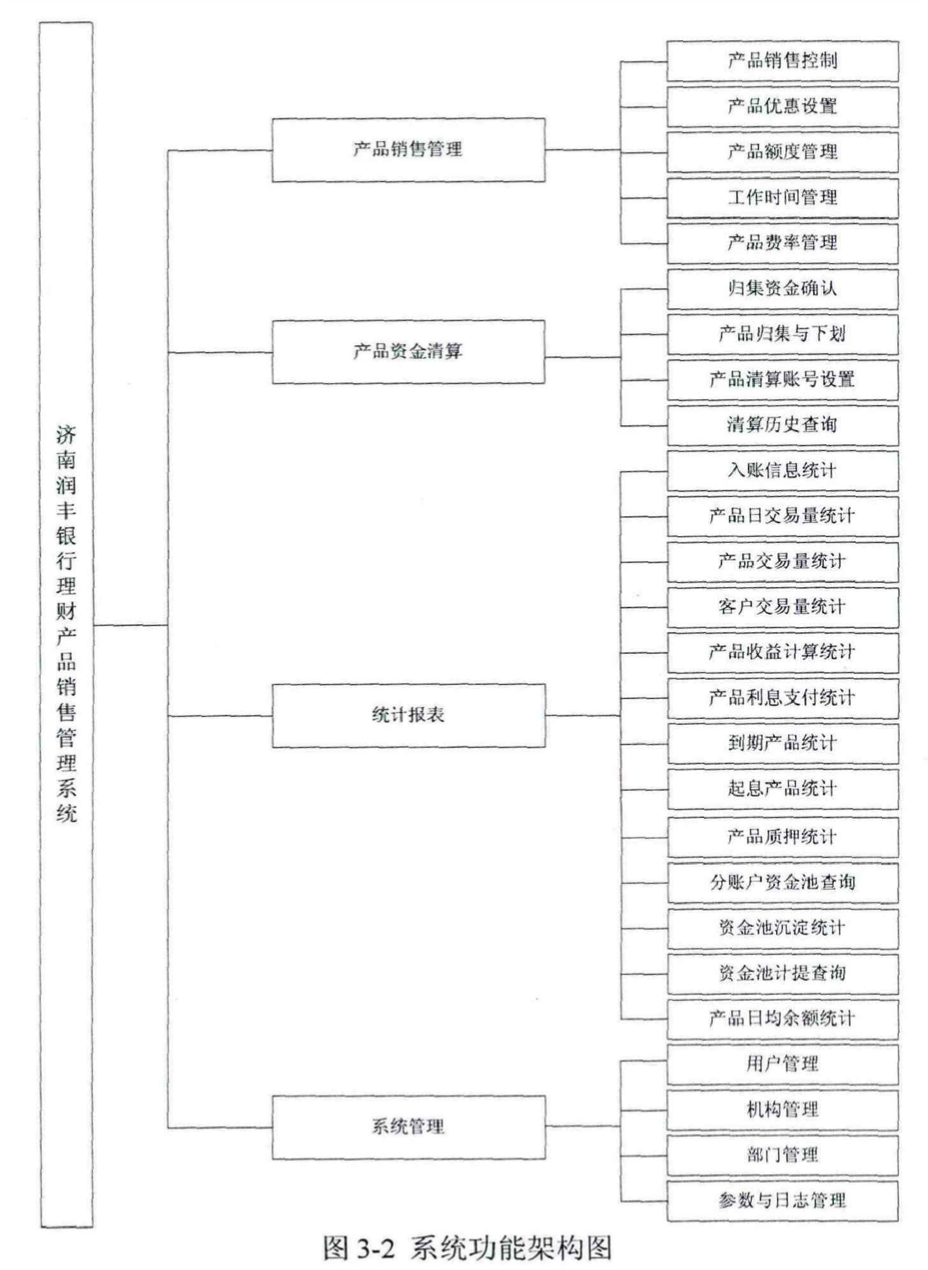 济南润丰银行理财产品销售管理系统
产品销售管理
产品销售控制
产品优惠设置
产品额度管理
工作时间管理
产品费率管理
产品资金清算
归集资金确认
产品归集与下划
产品清算账号设置
清算历史查询
统计报表
入账信息统计
产品日交易量统计
产品交易量统计
客户交易量统计
产品收益计算统计
产品利息支付统计
到期产品统计
起息产品统计
产品质押统计
分账户资金池查询
资金池沉淀统计
资金池计提查询
产品日均余额统计
系统管理
用户管理
机构管理
部门管理
参数与日志管理
图 3-2 系统功能架构图